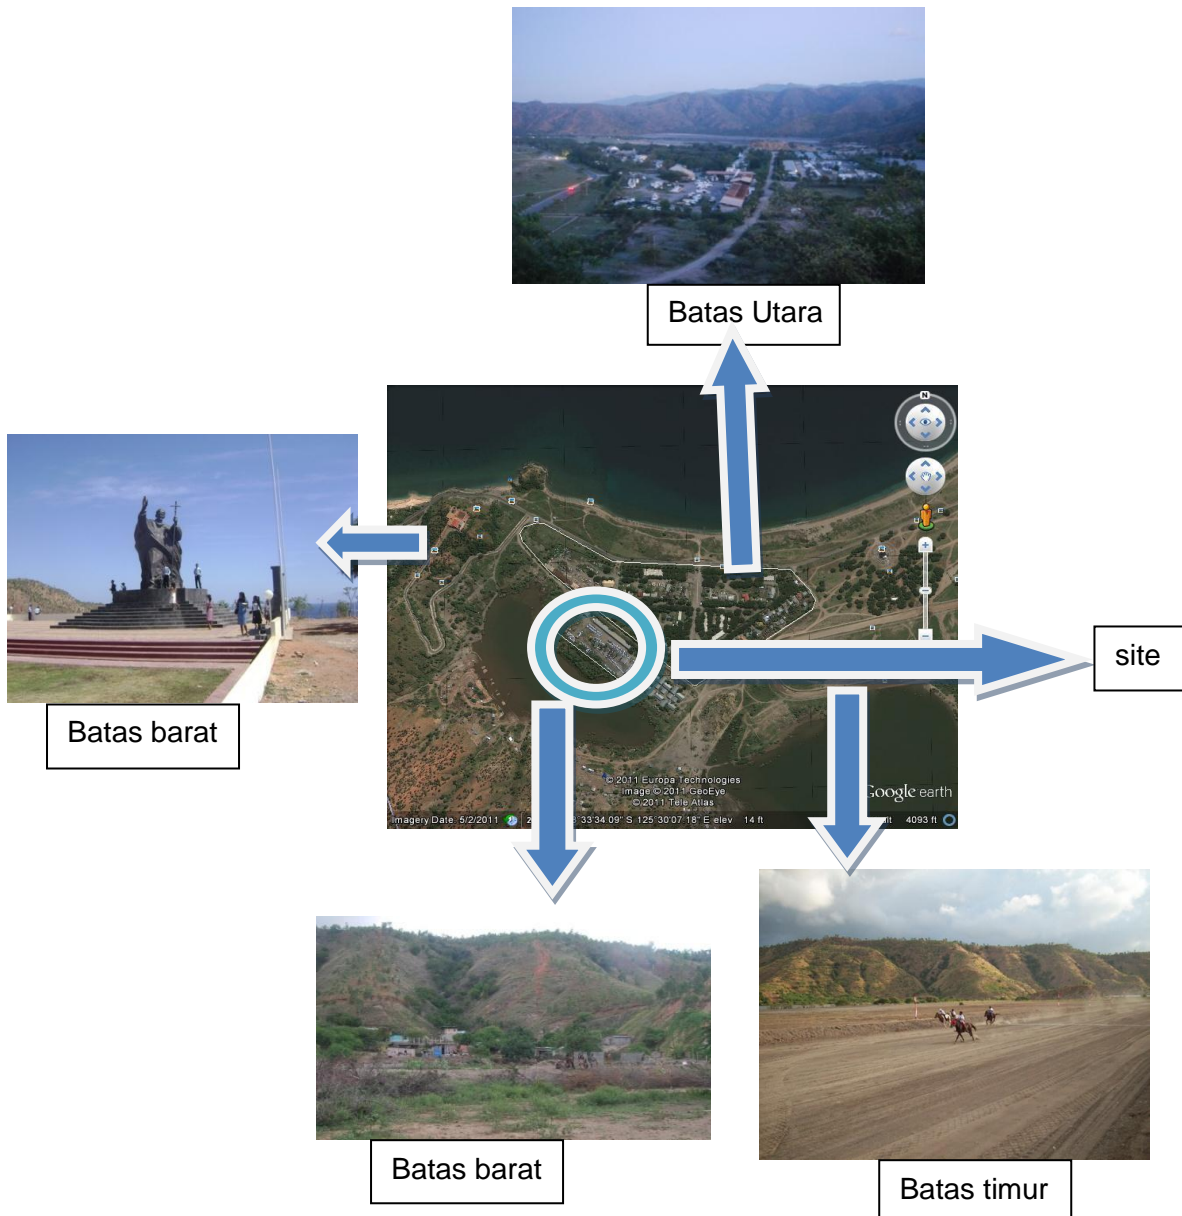 Batas Utara
N
Batas barat
site
© 2011 Europa Technologies
Image © 2011 GeoEye
© 2011 Tele Atlas
Google earth
Imagery Date 5/2/2011
33'34 09" S 125°30'07 18" E elev 14 ft
4093 ft
Batas barat
Batas timur